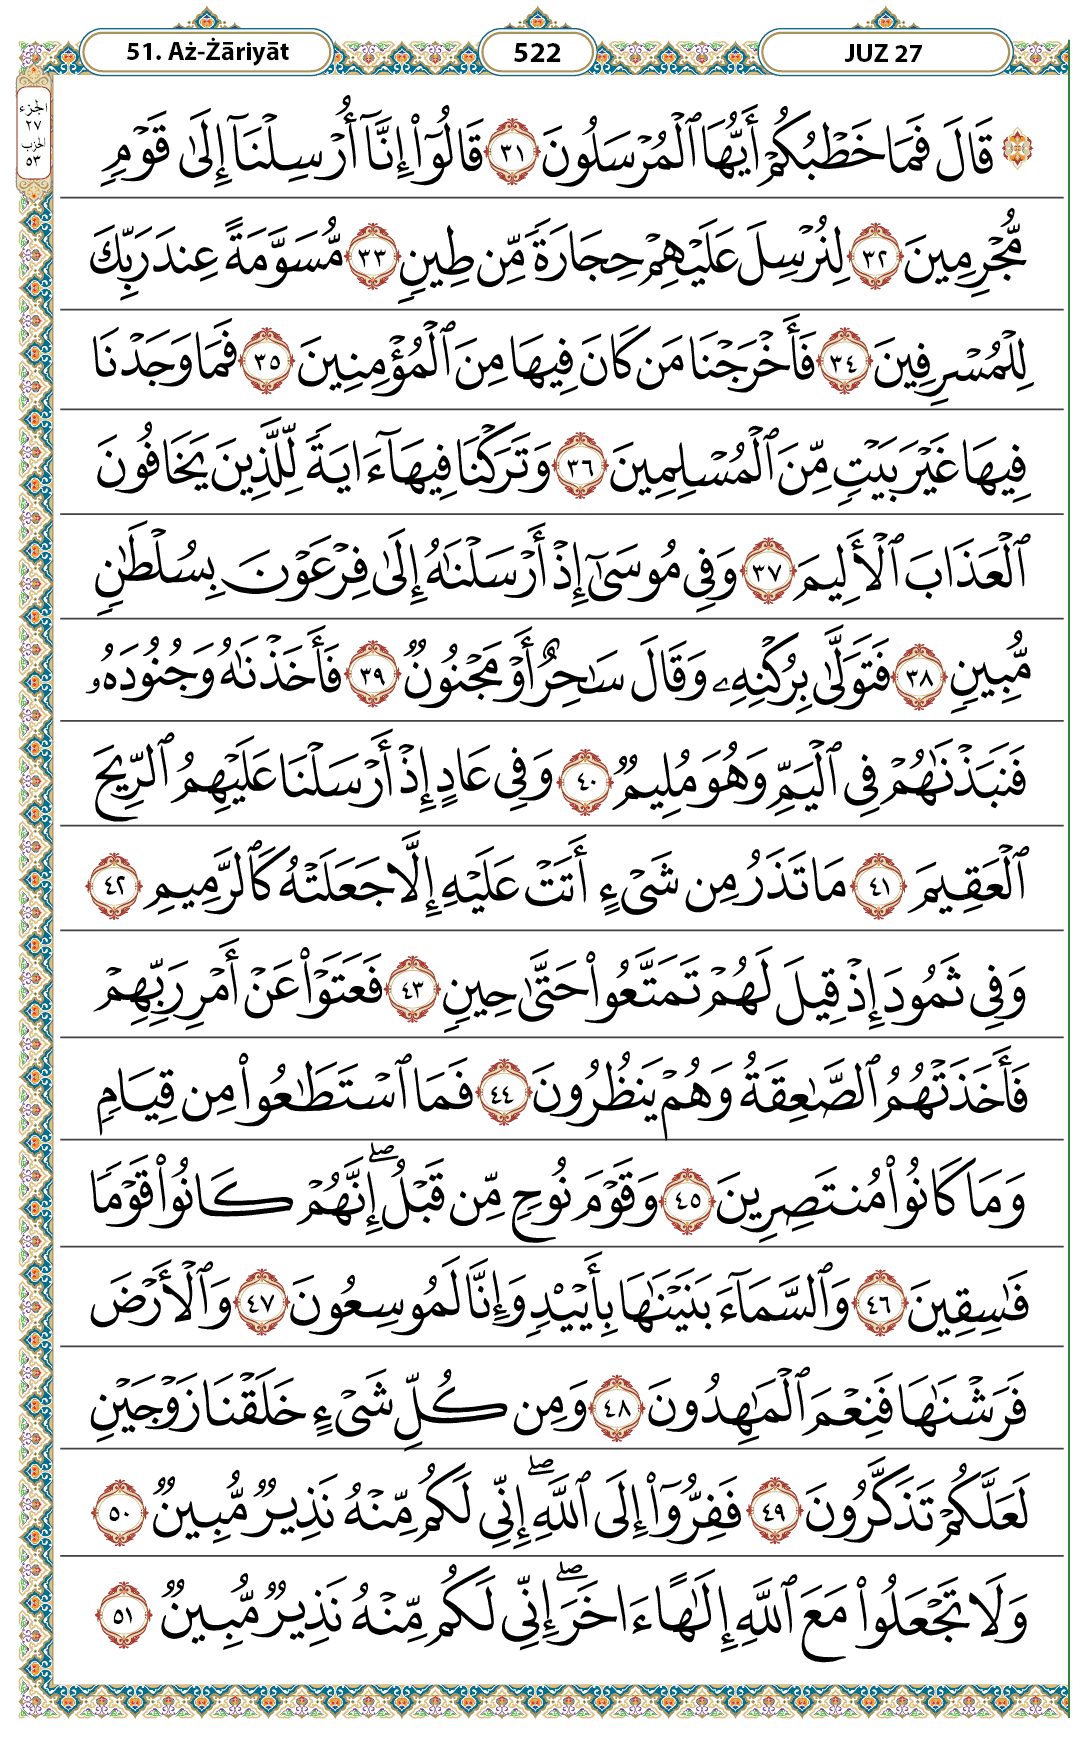 51. Aż-Żāriyāt
522
JUZ 27
الجزء
٢٧
الحزب
٥٣
۞ قَالَ فَمَا خَطْبُكُمْ أَيُّهَا ٱلْمُرْسَلُونَ ٣١ قَالُوٓا۟ إِنَّآ أُرْسِلْنَآ إِلَىٰ قَوْمٍ
مُّجْرِمِينَ ٣٢ لِنُرْسِلَ عَلَيْهِمْ حِجَارَةً مِّن طِينٍ ٣٣ مُّسَوَّمَةً عِندَ رَبِّكَ
لِلْمُسْرِفِينَ ٣٤ فَأَخْرَجْنَا مَن كَانَ فِيهَا مِنَ ٱلْمُؤْمِنِينَ ٣٥ فَمَا وَجَدْنَا
فِيهَا غَيْرَ بَيْتٍ مِّنَ ٱلْمُسْلِمِينَ ٣٦ وَتَرَكْنَا فِيهَآ ءَايَةً لِّلَّذِينَ يَخَافُونَ
ٱلْعَذَابَ ٱلْأَلِيمَ ٣٧ وَفِى مُوسَىٰٓ إِذْ أَرْسَلْنَٰهُ إِلَىٰ فِرْعَوْنَ بِسُلْطَٰنٍ
مُّبِينٍ ٣٨ فَتَوَلَّىٰ بِرُكْنِهِۦ وَقَالَ سَٰحِرٌ أَوْ مَجْنُونٌ ٣٩ فَأَخَذْنَٰهُ وَجُنُودَهُۥ
فَنَبَذْنَٰهُمْ فِى ٱلْيَمِّ وَهُوَ مُلِيمٌ ٤٠ وَفِى عَادٍ إِذْ أَرْسَلْنَا عَلَيْهِمُ ٱلرِّيحَ
ٱلْعَقِيمَ ٤١ مَا تَذَرُ مِن شَىْءٍ أَتَتْ عَلَيْهِ إِلَّا جَعَلَتْهُ كَٱلرَّمِيمِ ٤٢
وَفِى ثَمُودَ إِذْ قِيلَ لَهُمْ تَمَتَّعُوا۟ حَتَّىٰ حِينٍ ٤٣ فَعَتَوْا۟ عَنْ أَمْرِ رَبِّهِمْ
فَأَخَذَتْهُمُ ٱلصَّٰعِقَةُ وَهُمْ يَنظُرُونَ ٤٤ فَمَا ٱسْتَطَٰعُوا۟ مِن قِيَامٍ
وَمَا كَانُوا۟ مُنتَصِرِينَ ٤٥ وَقَوْمَ نُوحٍ مِّن قَبْلُ ۖ إِنَّهُمْ كَانُوا۟ قَوْمًا
فَٰسِقِينَ ٤٦ وَٱلسَّمَآءَ بَنَيْنَٰهَا بِأَيْي۟دٍ وَإِنَّا لَمُوسِعُونَ ٤٧ وَٱلْأَرْضَ
فَرَشْنَٰهَا فَنِعْمَ ٱلْمَٰهِدُونَ ٤٨ وَمِن كُلِّ شَىْءٍ خَلَقْنَا زَوْجَيْنِ
لَعَلَّكُمْ تَذَكَّرُونَ ٤٩ فَفِرُّوٓا۟ إِلَى ٱللَّهِ ۖ إِنِّى لَكُم مِّنْهُ نَذِيرٌ مُّبِينٌ ٥٠
وَلَا تَجْعَلُوا۟ مَعَ ٱللَّهِ إِلَٰهًا ءَاخَرَ ۖ إِنِّى لَكُم مِّنْهُ نَذِيرٌ مُّبِينٌ ٥١